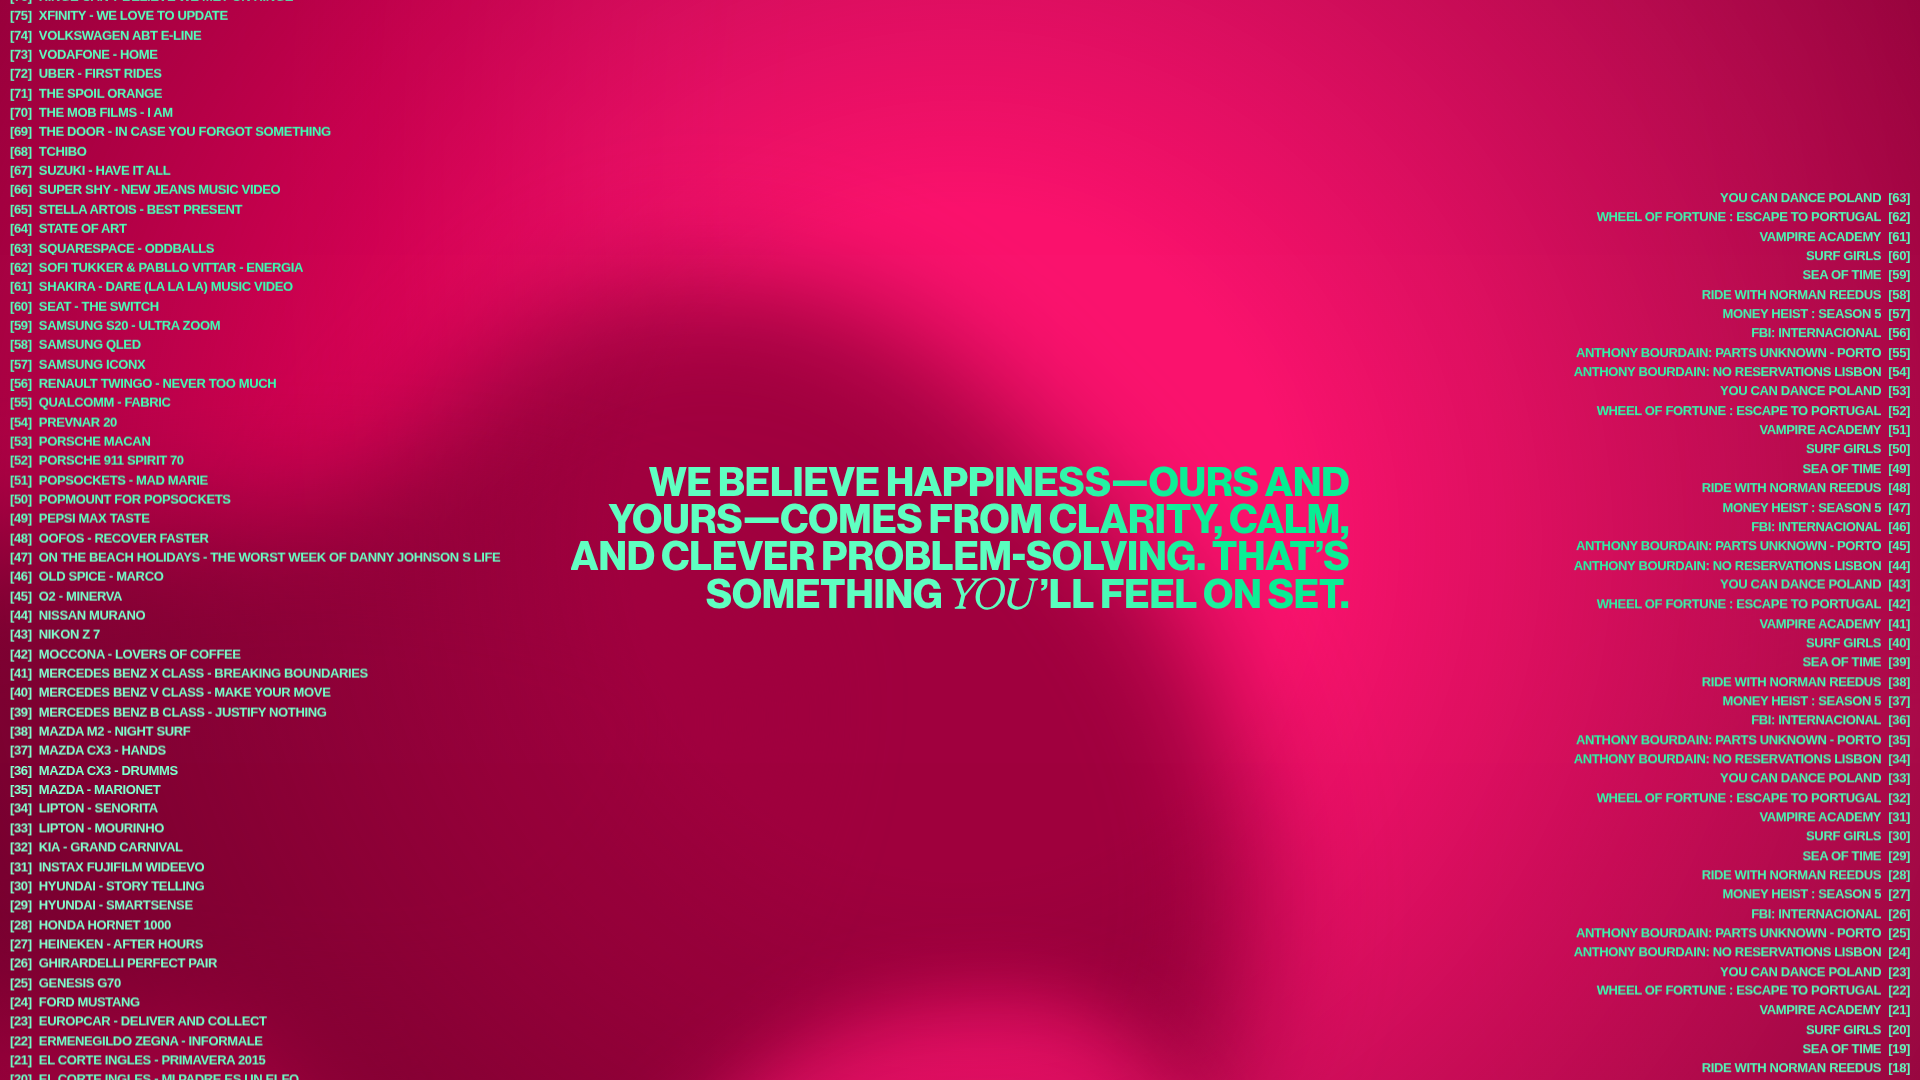 [75] XFINITY - WE LOVE TO UPDATE
[74] VOLKSWAGEN ABT E-LINE
[73] VODAFONE - HOME
[72] UBER - FIRST RIDES
[71] THE SPOIL ORANGE
[70] THE MOB FILMS - I AM
[69] THE DOOR - IN CASE YOU FORGOT SOMETHING
[68] TCHIBO
[67] SUZUKI - HAVE IT ALL
[66] SUPER SHY - NEW JEANS MUSIC VIDEO
[65] STELLA ARTOIS - BEST PRESENT
[64] STATE OF ART
[63] SQUARESPACE - ODDBALLS
[62] SOFI TUKKER & PABLLO VITTAR - ENERGIA
[61] SHAKIRA - DARE (LA LA LA) MUSIC VIDEO
[60] SEAT - THE SWITCH
[59] SAMSUNG S20 - ULTRA ZOOM
[58] SAMSUNG QLED
[57] SAMSUNG ICONX
[56] RENAULT TWINGO - NEVER TOO MUCH
[55] QUALCOMM - FABRIC
[54] PREVNAR 20
[53] PORSCHE MACAN
[52] PORSCHE 911 SPIRIT 70
[51] POPSOCKETS - MAD MARIE
[50] POPMOUNT FOR POPSOCKETS
[49] PEPSI MAX TASTE
[48] OOFOS - RECOVER FASTER
[47] ON THE BEACH HOLIDAYS - THE WORST WEEK OF DANNY JOHNSON S LIFE
[46] OLD SPICE - MARCO
[45] O2 - MINERVA
[44] NISSAN MURANO
[43] NIKON Z 7
[42] MOCCONA - LOVERS OF COFFEE
[41] MERCEDES BENZ X CLASS - BREAKING BOUNDARIES
[40] MERCEDES BENZ V CLASS - MAKE YOUR MOVE
[39] MERCEDES BENZ B CLASS - JUSTIFY NOTHING
[38] MAZDA M2 - NIGHT SURF
[37] MAZDA CX3 - HANDS
[36] MAZDA CX3 - DRUMMS
[35] MAZDA - MARIONET
[34] LIPTON - SENORITA
[33] LIPTON - MOURINHO
[32] KIA - GRAND CARNIVAL
[31] INSTAX FUJIFILM WIDEEVO
[30] HYUNDAI - STORY TELLING
[29] HYUNDAI - SMARTSENSE
[28] HONDA HORNET 1000
[27] HEINEKEN - AFTER HOURS
[26] GHIRARDELLI PERFECT PAIR
[25] GENESIS G70
[24] FORD MUSTANG
[23] EUROPCAR - DELIVER AND COLLECT
[22] ERMENEGILDO ZEGNA - INFORMALE
[21] EL CORTE INGLES - PRIMAVERA 2015
[20] EL CORTE INGLES - MI PADRE ES UN ELFO
WE BELIEVE HAPPINESS—OURS AND
YOURS—COMES FROM CLARITY, CALM,
AND CLEVER PROBLEM-SOLVING. THAT’S
SOMETHING YOU’LL FEEL ON SET.
YOU CAN DANCE POLAND [63]
WHEEL OF FORTUNE : ESCAPE TO PORTUGAL [62]
VAMPIRE ACADEMY [61]
SURF GIRLS [60]
SEA OF TIME [59]
RIDE WITH NORMAN REEDUS [58]
MONEY HEIST : SEASON 5 [57]
FBI: INTERNACIONAL [56]
ANTHONY BOURDAIN: PARTS UNKNOWN - PORTO [55]
ANTHONY BOURDAIN: NO RESERVATIONS LISBON [54]
YOU CAN DANCE POLAND [53]
WHEEL OF FORTUNE : ESCAPE TO PORTUGAL [52]
VAMPIRE ACADEMY [51]
SURF GIRLS [50]
SEA OF TIME [49]
RIDE WITH NORMAN REEDUS [48]
MONEY HEIST : SEASON 5 [47]
FBI: INTERNACIONAL [46]
ANTHONY BOURDAIN: PARTS UNKNOWN - PORTO [45]
ANTHONY BOURDAIN: NO RESERVATIONS LISBON [44]
YOU CAN DANCE POLAND [43]
WHEEL OF FORTUNE : ESCAPE TO PORTUGAL [42]
VAMPIRE ACADEMY [41]
SURF GIRLS [40]
SEA OF TIME [39]
RIDE WITH NORMAN REEDUS [38]
MONEY HEIST : SEASON 5 [37]
FBI: INTERNACIONAL [36]
ANTHONY BOURDAIN: PARTS UNKNOWN - PORTO [35]
ANTHONY BOURDAIN: NO RESERVATIONS LISBON [34]
YOU CAN DANCE POLAND [33]
WHEEL OF FORTUNE : ESCAPE TO PORTUGAL [32]
VAMPIRE ACADEMY [31]
SURF GIRLS [30]
SEA OF TIME [29]
RIDE WITH NORMAN REEDUS [28]
MONEY HEIST : SEASON 5 [27]
FBI: INTERNACIONAL [26]
ANTHONY BOURDAIN: PARTS UNKNOWN - PORTO [25]
ANTHONY BOURDAIN: NO RESERVATIONS LISBON [24]
YOU CAN DANCE POLAND [23]
WHEEL OF FORTUNE : ESCAPE TO PORTUGAL [22]
VAMPIRE ACADEMY [21]
SURF GIRLS [20]
SEA OF TIME [19]
RIDE WITH NORMAN REEDUS [18]